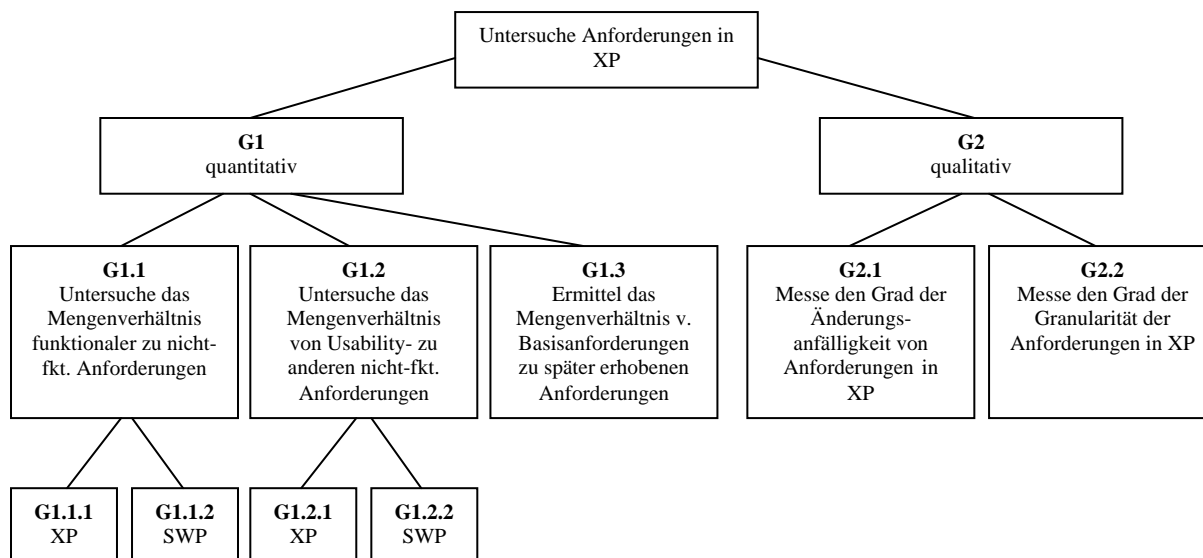 Untersuche Anforderungen in
XP
G1
quantitativ
G2
qualitativ
G1.1
Untersuche das
Mengenverhältnis
funktionaler zu nicht-
fkt. Anforderungen
G1.2
Untersuche das
Mengenverhältnis
von Usability- zu
anderen nicht-fkt.
Anforderungen
G1.3
Ermittel das
Mengenverhältnis v.
Basisanforderungen
zu später erhobenen
Anforderungen
G2.1
Messe den Grad der
Änderungs-
anfälligkeit von
Anforderungen in
XP
G2.2
Messe den Grad der
Granularität der
Anforderungen in XP
G1.1.1
XP
G1.1.2
SWP
G1.2.1
XP
G1.2.2
SWP